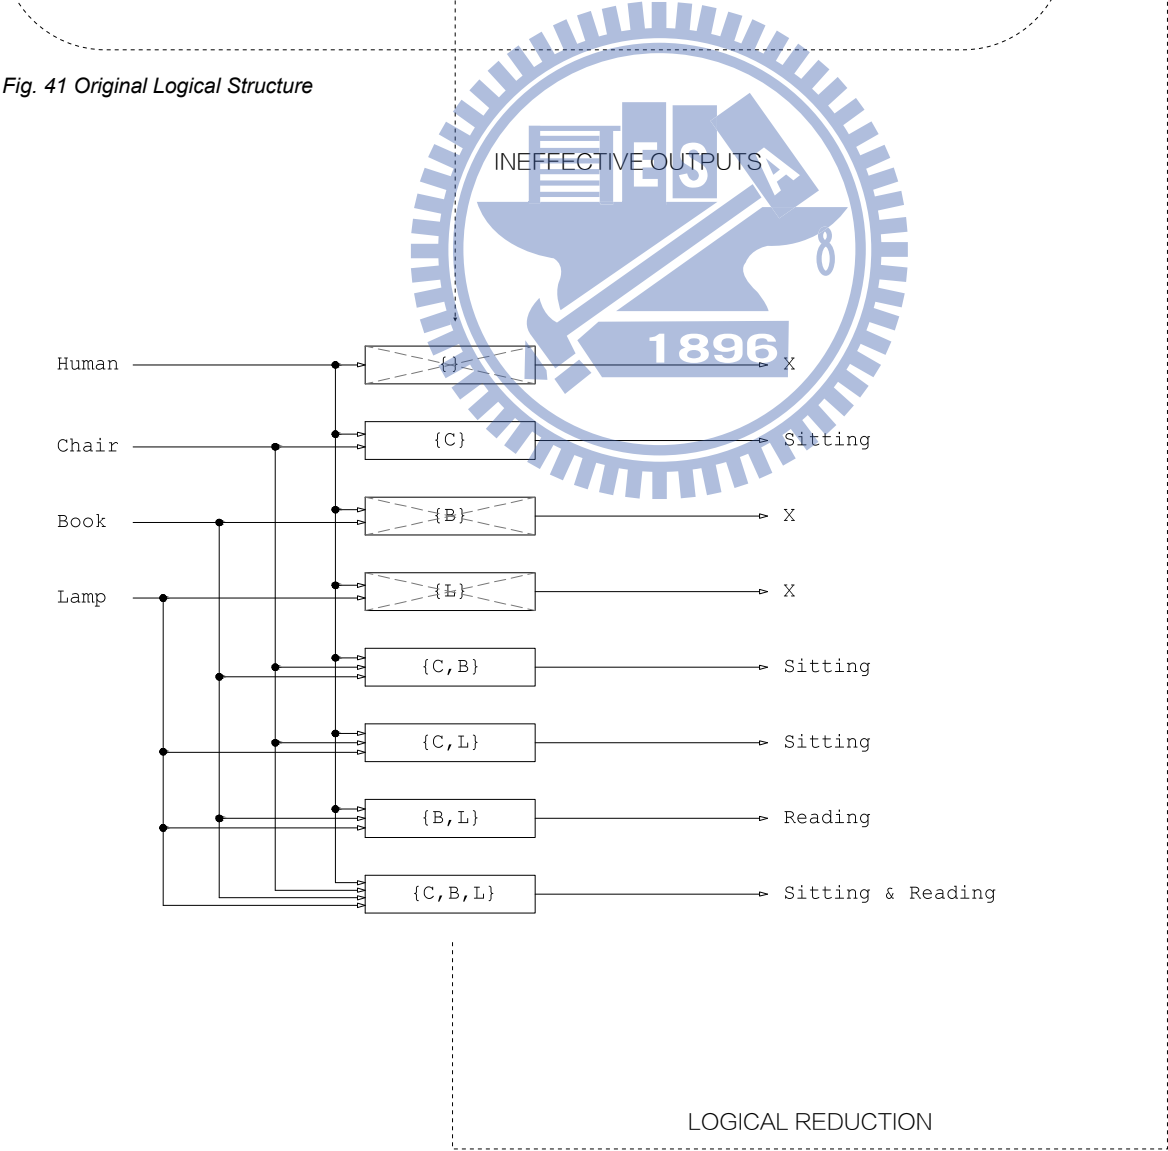 Fig. 41 Original Logical Structure
INEFFECTIVE OUTPUTS
E S A
1896
8
Human {-} X
Chair {C} Sitting
Book {B} X
Lamp {L} X
{C,B} Sitting
{C,L} Sitting
{B,L} Reading
{C,B,L} Sitting & Reading
LOGICAL REDUCTION